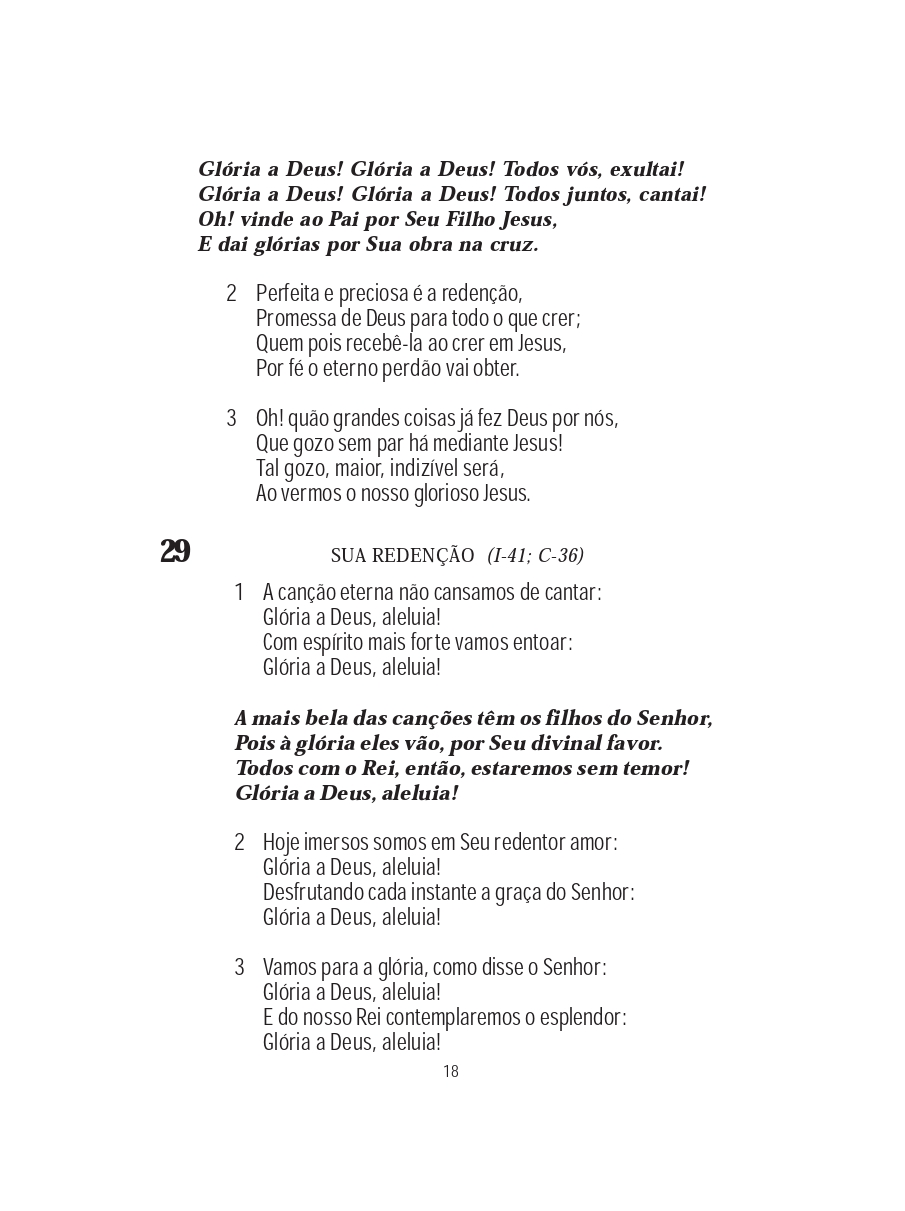 Glória a Deus! Glória a Deus! Todos vós, exultai!
Glória a Deus! Glória a Deus! Todos juntos, cantai!
Oh! vinde ao Pai por Seu Filho Jesus,
E dai glórias por Sua obra na cruz.
2 Perfeita e preciosa é a redenção,
Promessa de Deus para todo o que crer;
Quem pois recebê-la ao crer em Jesus,
Por fé o eterno perdão vai obter.
3 Oh! quão grandes coisas já fez Deus por nós,
Que gozo sem par há mediante Jesus!
Tal gozo, maior, indizível será,
Ao vermos o nosso glorioso Jesus.
29 SUA REDENÇÃO (I-41; C-36)
1 A canção eterna não cansamos de cantar:
Glória a Deus, aleluia!
Com espírito mais forte vamos entoar:
Glória a Deus, aleluia!
A mais bela das canções têm os filhos do Senhor,
Pois à glória eles vão, por Seu divinal favor.
Todos com o Rei, então, estaremos sem temor!
Glória a Deus, aleluia!
2 Hoje imersos somos em Seu redentor amor:
Glória a Deus, aleluia!
Desfrutando cada instante a graça do Senhor:
Glória a Deus, aleluia!
3 Vamos para a glória, como disse o Senhor:
Glória a Deus, aleluia!
E do nosso Rei contemplaremos o esplendor:
Glória a Deus, aleluia!
18